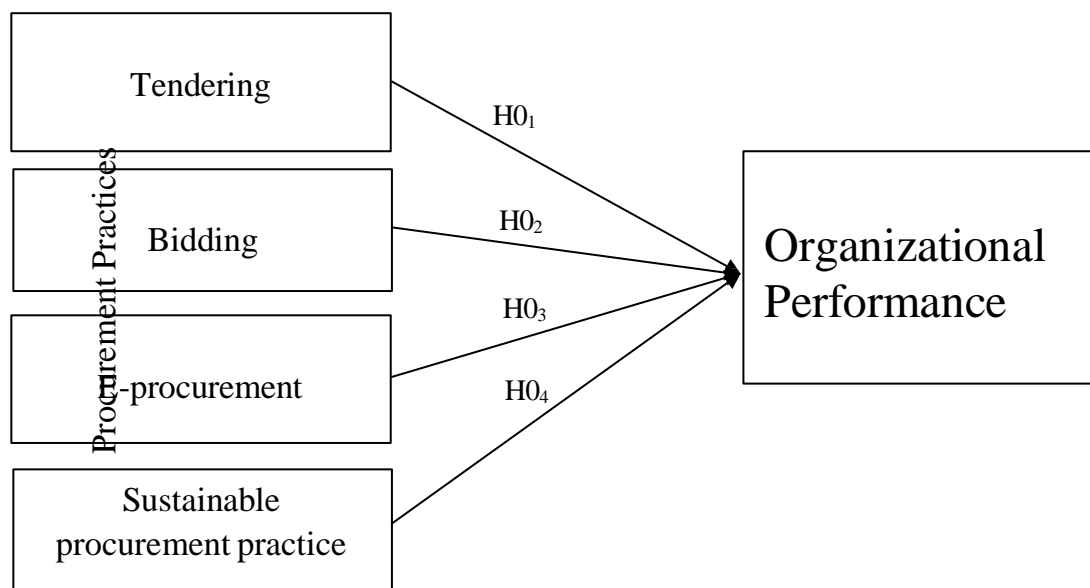 Tendering
H0₁
Procurement Practices
Bidding
H0₂
Organizational
Performance
H0₃
-procurement
H0₄
Sustainable
procurement practice